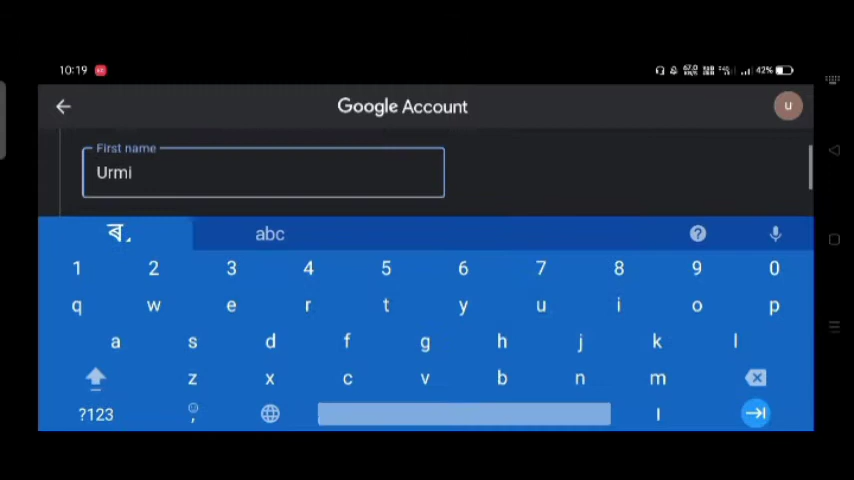 10:19 42%
Google Account
u
First name
Urmi
abc
1 2 3 4 5 6 7 8 9 0
q w e r t y u i o p
a s d f g h j k l
z x c v b n m
?123 , ।